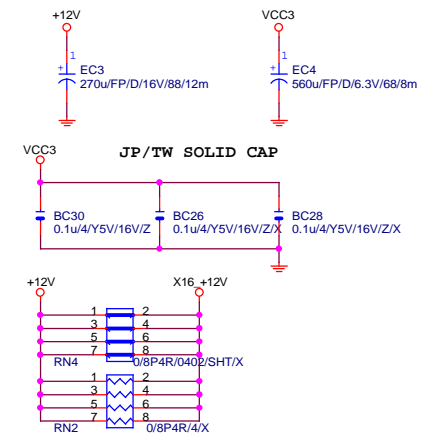 +12V VCC3
1 1
+ EC3 + EC4
270u/FP/D/16V/88/12m 560u/FP/D/6.3V/68/8m
VCC3 JP/TW SOLID CAP
BC30 BC26 BC28
0.1u/4/Y5V/16V/Z 0.1u/4/Y5V/16V/Z/X 0.1u/4/Y5V/16V/Z/X
+12V X16_+12V
1 2
3 4
5 6
7 8
RN4 0/8P4R/0402/SHT/X
1 2
3 4
5 6
7 8
RN2 0/8P4R/4/X